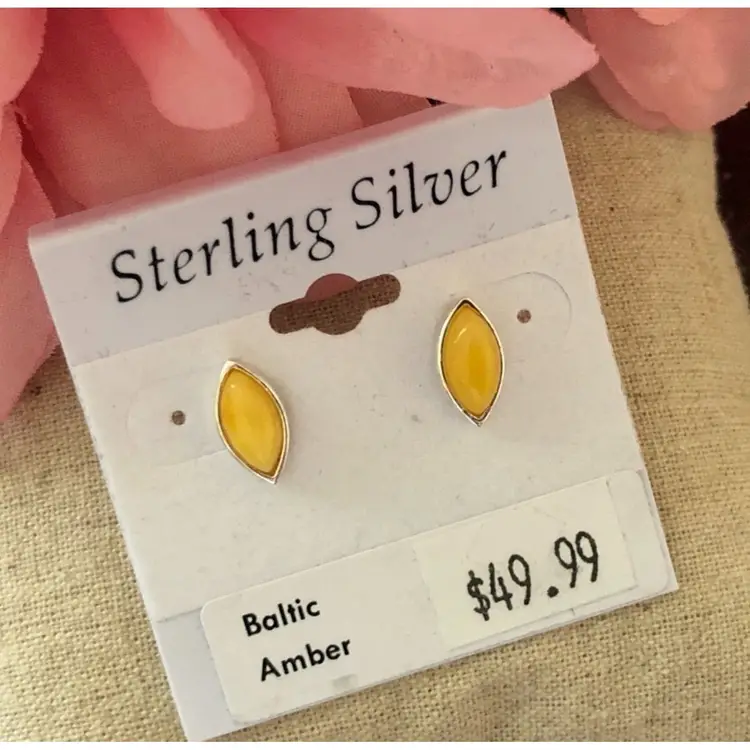 Sterling Silver
$49.99
Baltic
Amber